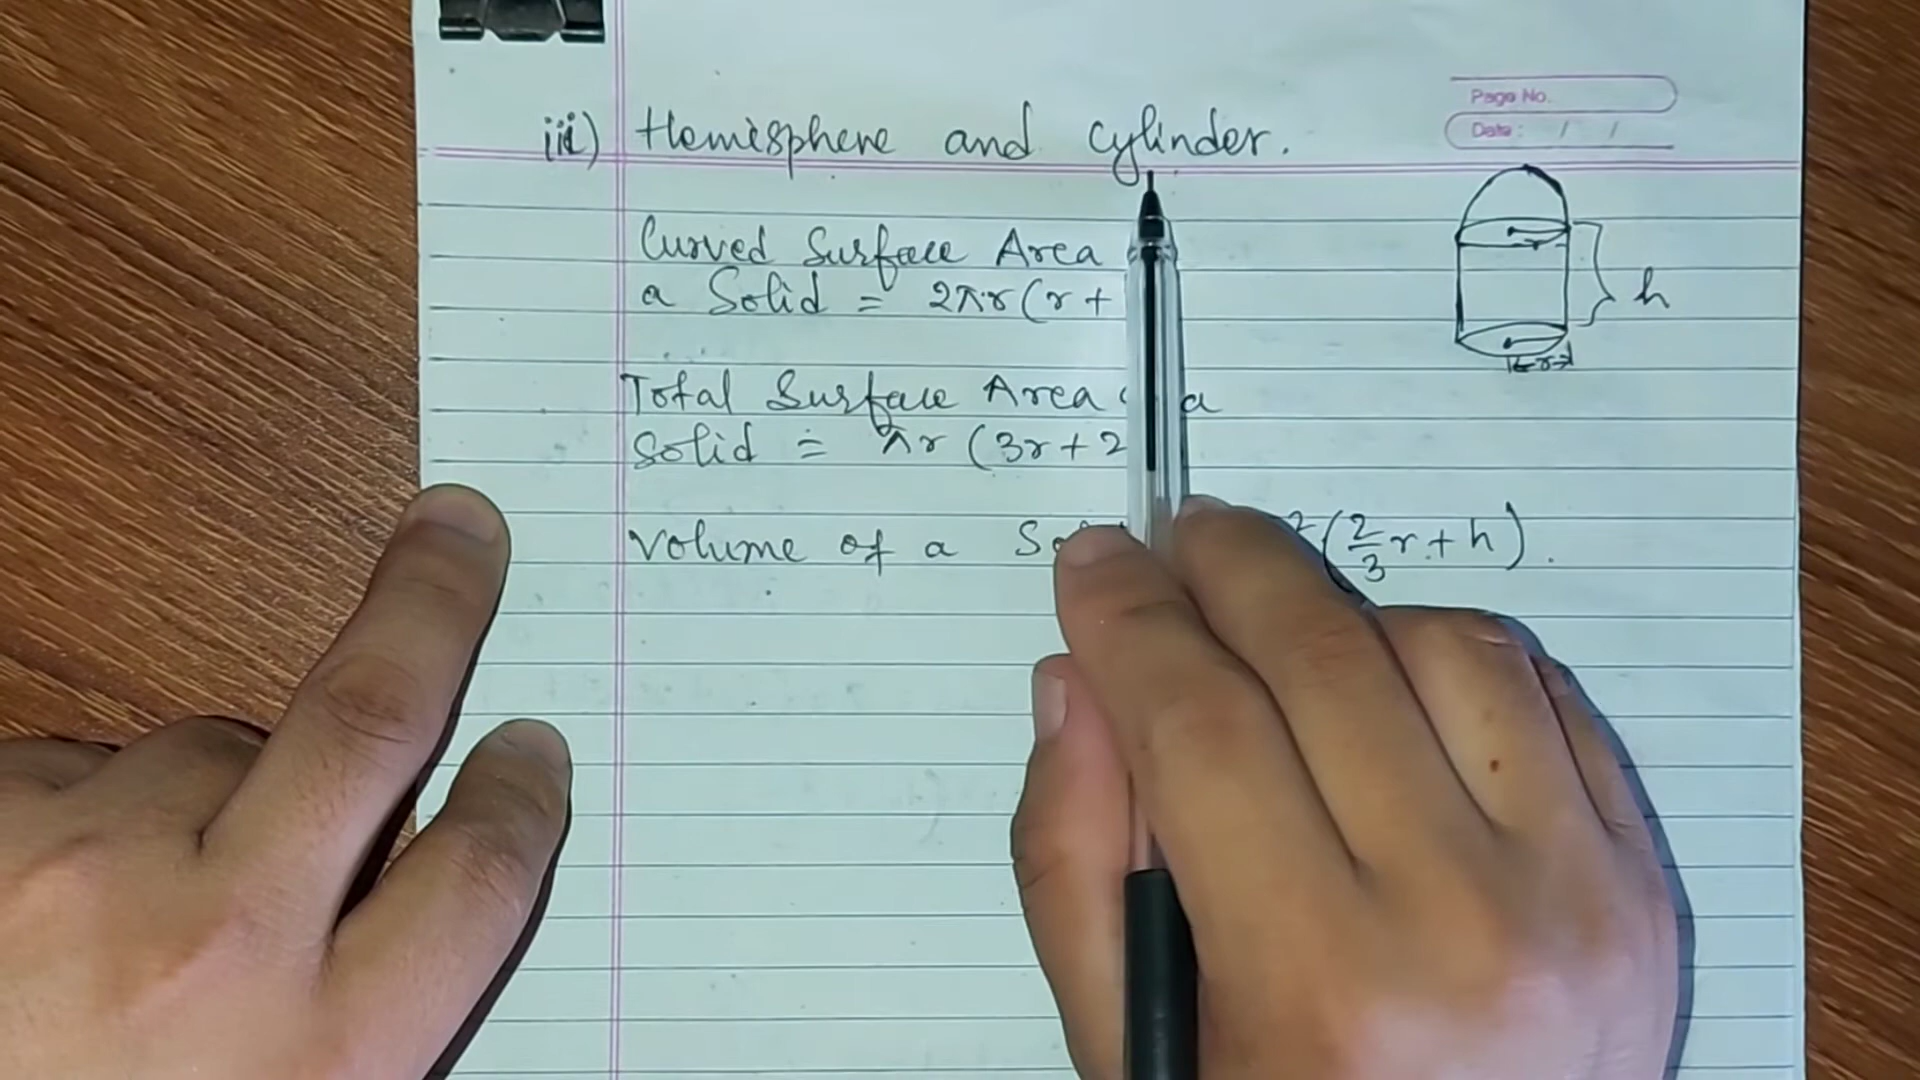 Page No.
Date: / /
iii) Hemisphere and Cylinder.
Curved Surface Area
a Solid = 2πr(r+
h
r
r
Total Surface Area a
Solid = πr(3r+2
Volume of a 2(2/3 r+h).